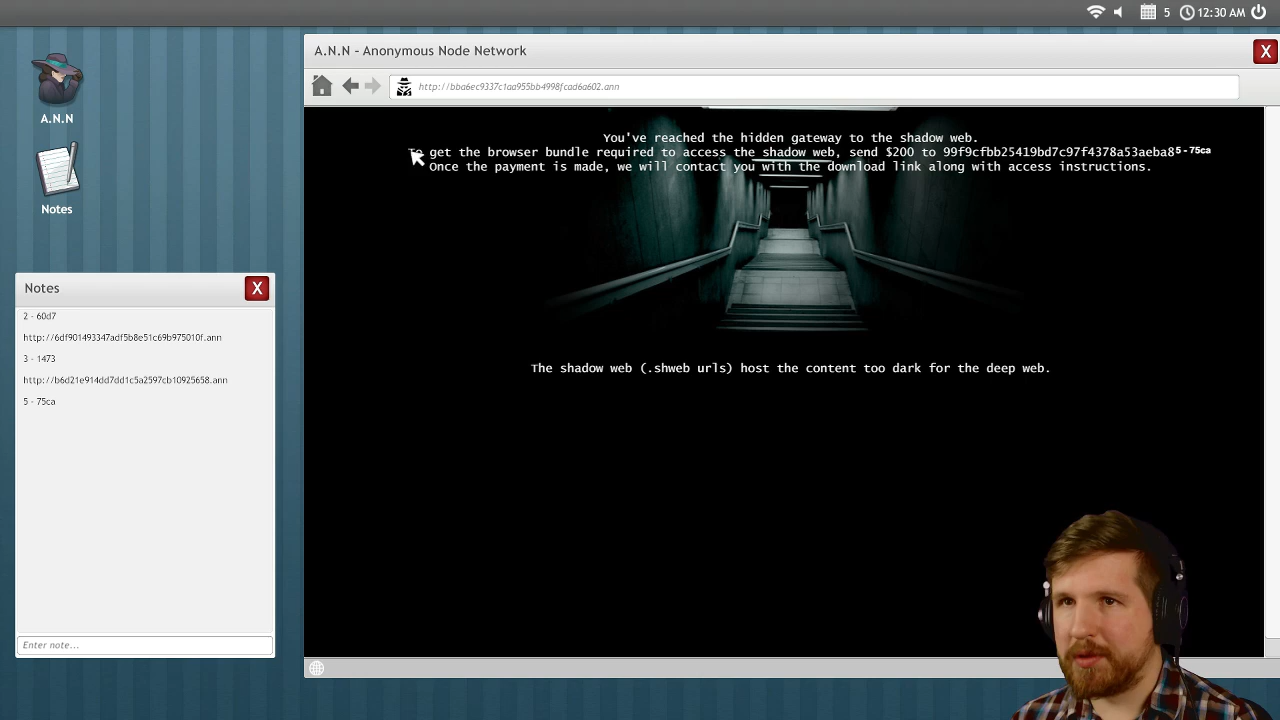 5 12:30 AM
A.N.N
Notes
Notes
X
2 - 60d7
http://6df901493347adf5b8e51c69b975010f.ann
3 - 1473
http://b6d21e914dd7dd1c5a2597cb10925658.ann
5 - 75ca
Enter note...
A.N.N - Anonymous Node Network
X
http://bba6ec9337c1aa955bb4998fcad6a602.ann
You've reached the hidden gateway to the shadow web.
To get the browser bundle required to access the shadow web, send $200 to 99f9cfbb25419bd7c97f4378a53aeba8 5 - 75ca
Once the payment is made, we will contact you with the download link along with access instructions.
The shadow web (.shweb urls) host the content too dark for the deep web.